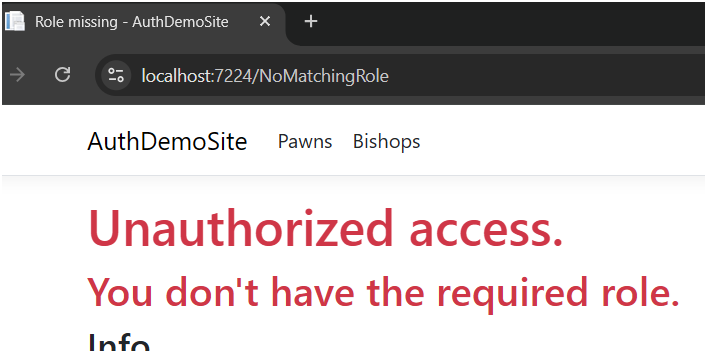 Role missing - AuthDemoSite
localhost:7224/NoMatchingRole
AuthDemoSite Pawns Bishops
Unauthorized access.
You don't have the required role.
Info